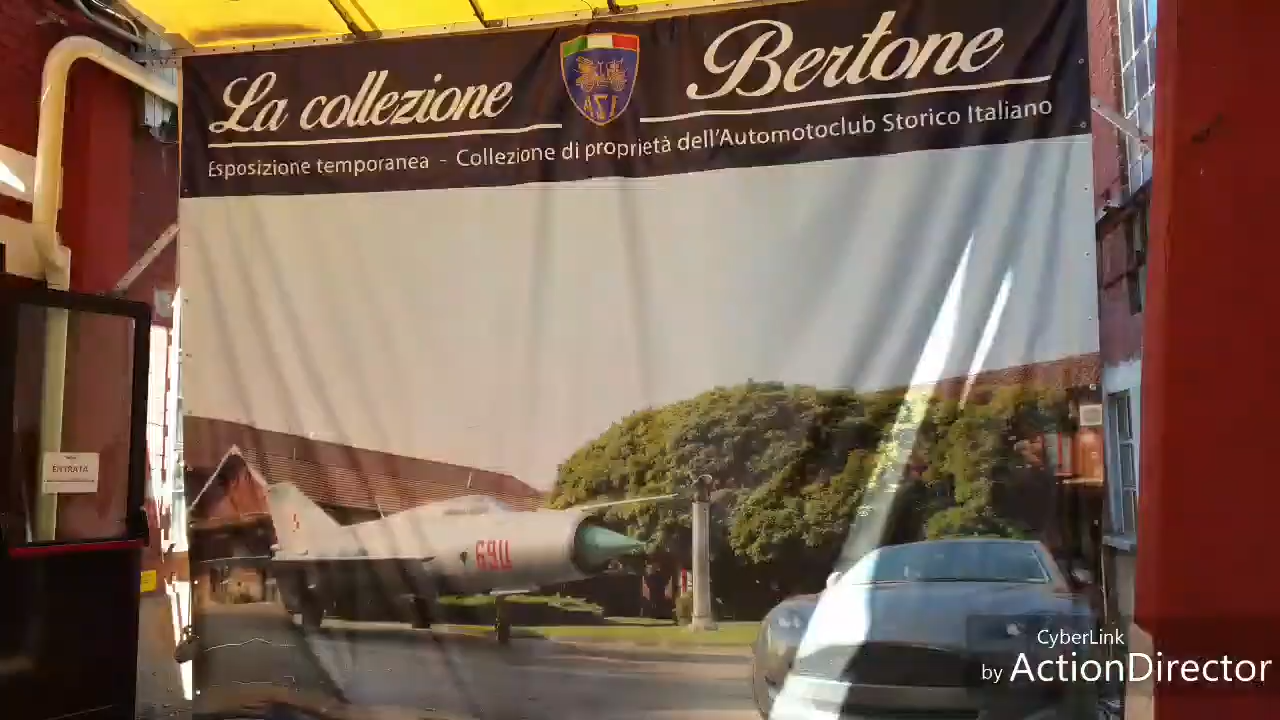 La collezione Bertone
ASI
Esposizione temporanea - Collezione di proprietà dell'Automotoclub Storico Italiano
ENTRATA
CyberLink
by ActionDirector